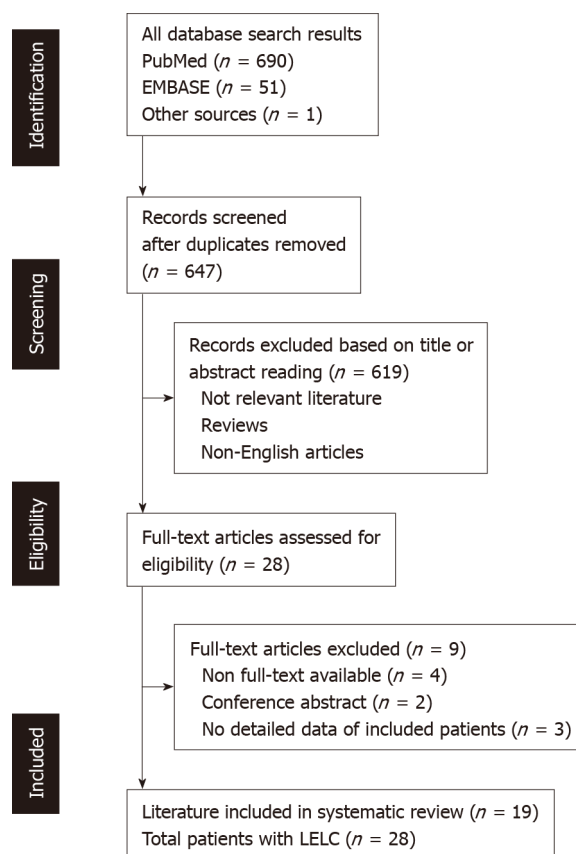 Identification
All database search results
PubMed (n = 690)
EMBASE (n = 51)
Other sources (n = 1)
Screening
Records screened
after duplicates removed
(n = 647)
Records excluded based on title or
abstract reading (n = 619)
Not relevant literature
Reviews
Non-English articles
Eligibility
Full-text articles assessed for
eligibility (n = 28)
Full-text articles excluded (n = 9)
Non full-text available (n = 4)
Conference abstract (n = 2)
No detailed data of included patients (n = 3)
Included
Literature included in systematic review (n = 19)
Total patients with LELC (n = 28)